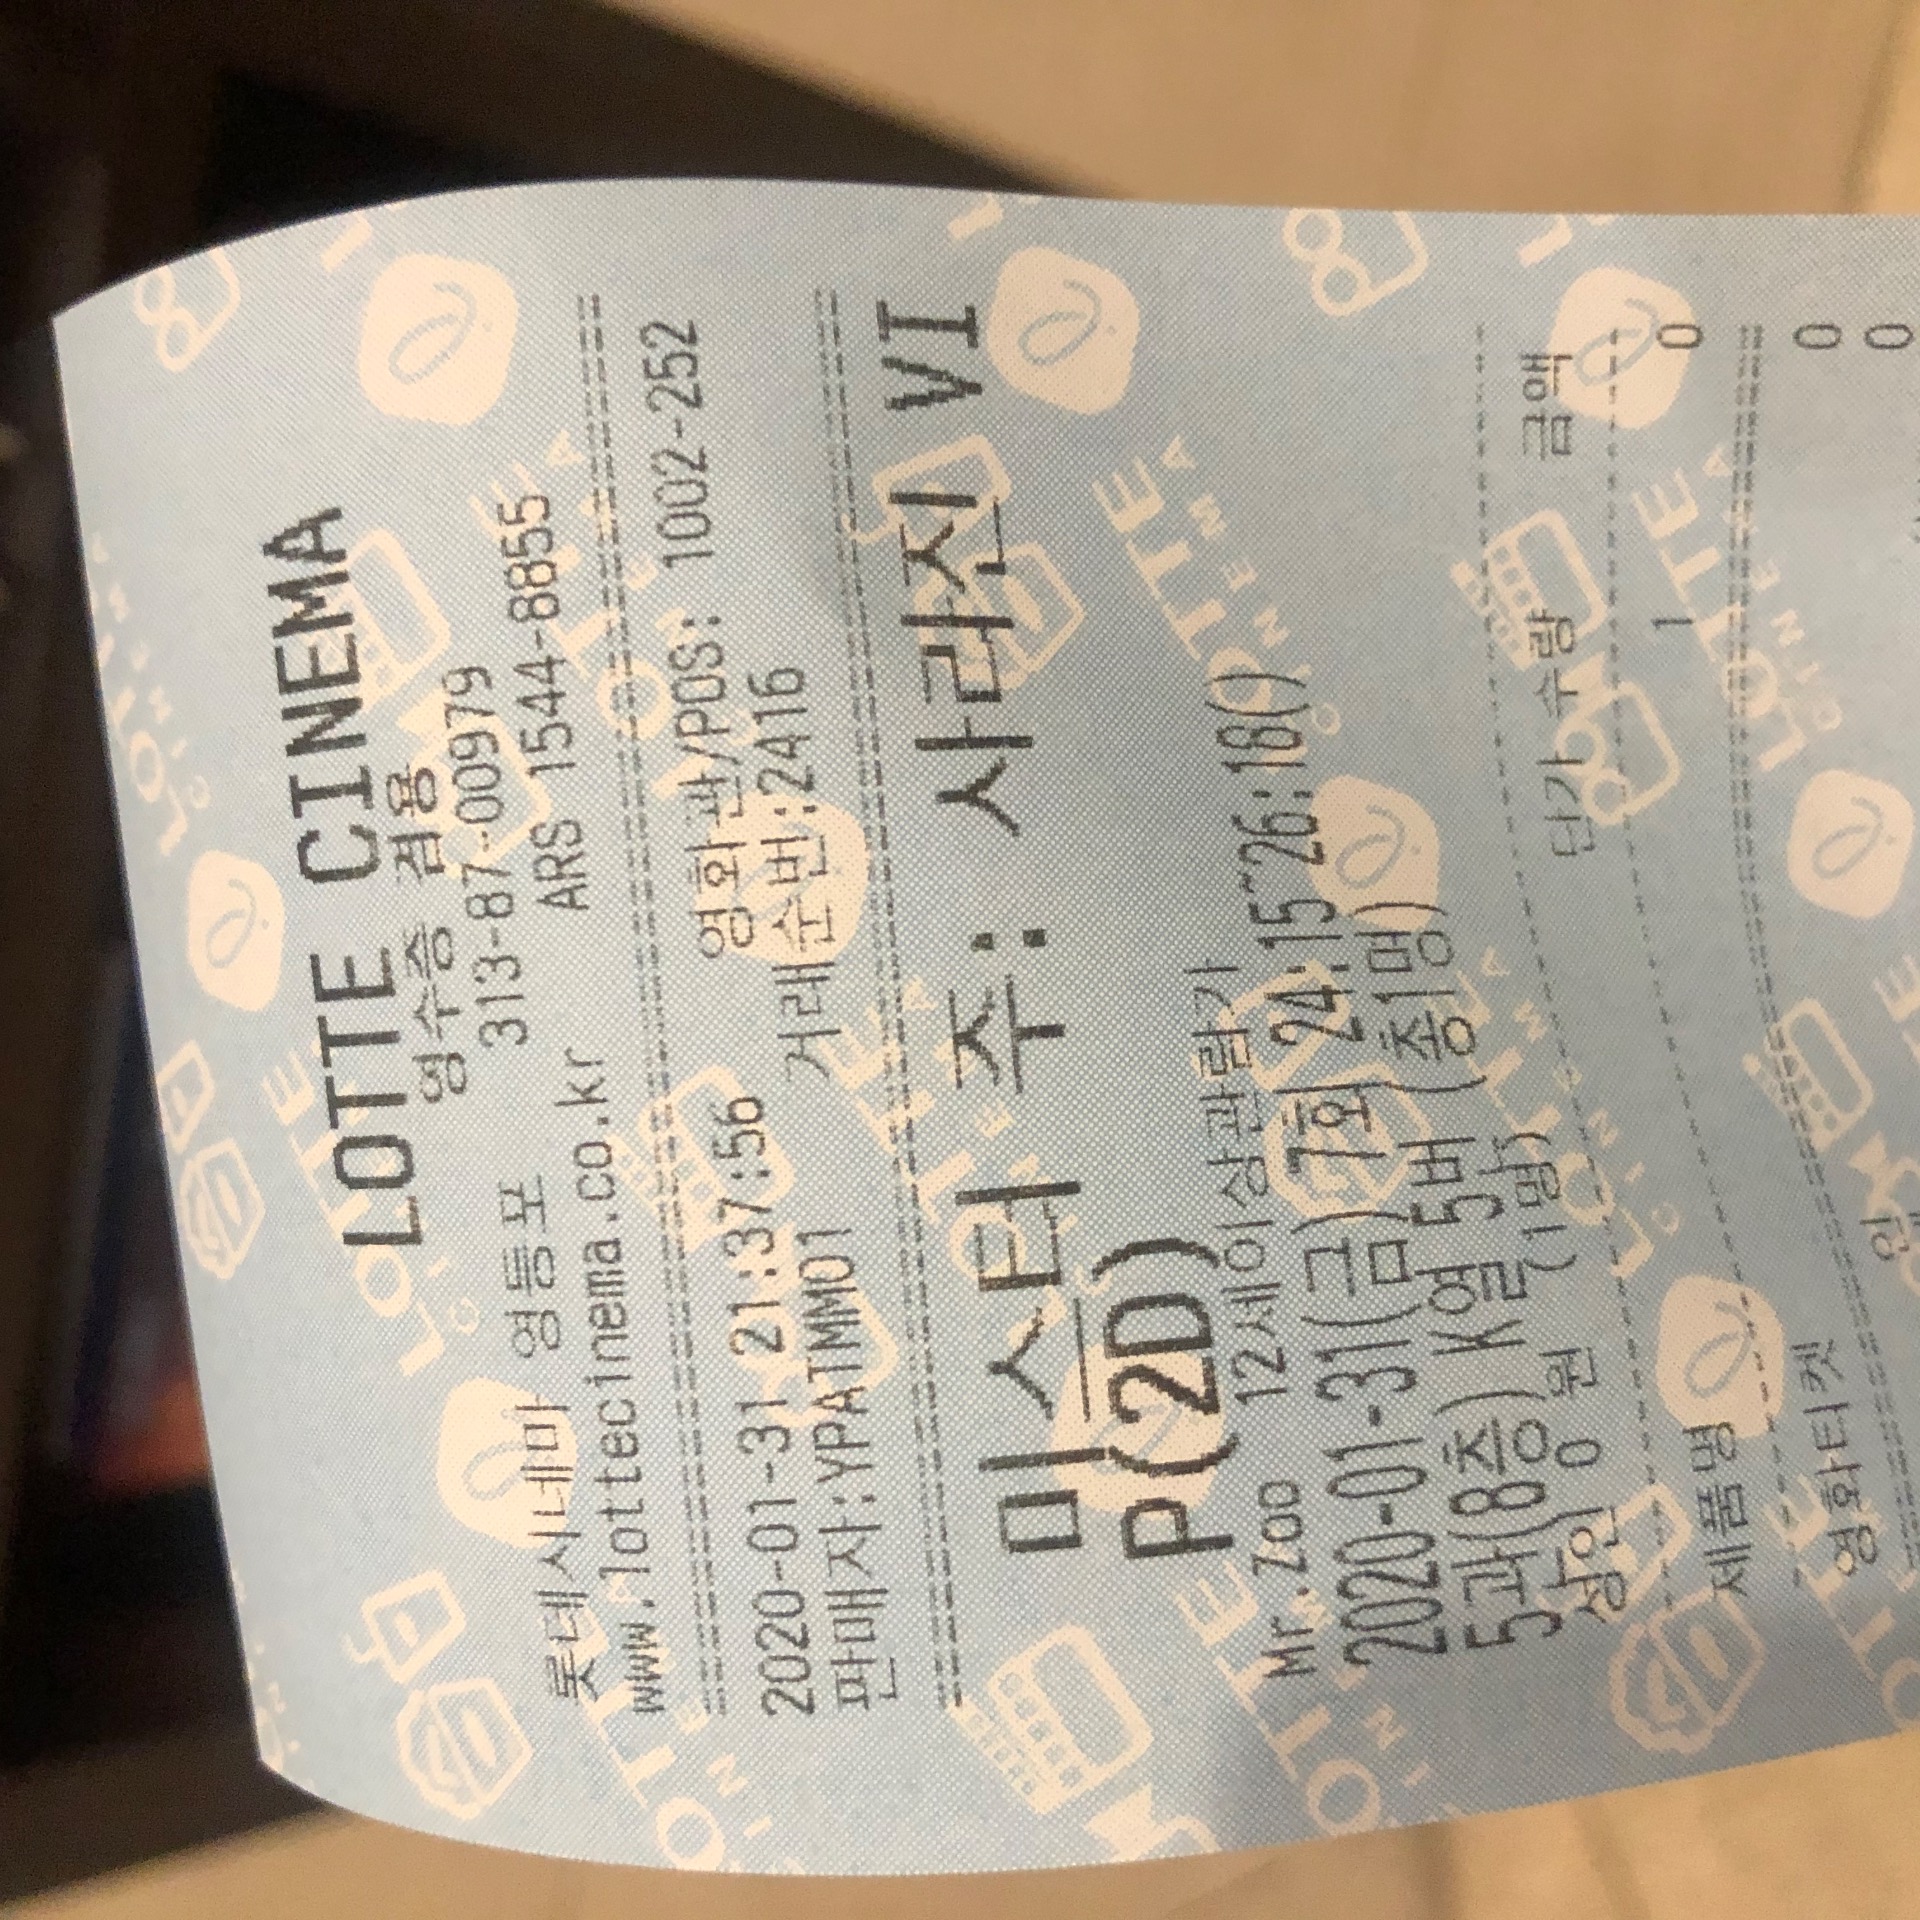 LOTTE CINEMA
영수증 겸용
313-87-00979
롯데시네마 영등포
ARS 1544-8855
www.lottecinema.co.kr
영화관/POS: 1002-252
2020-01-31 21:37:56
거래순번:2416
판매자:YPATMM01
미스터 주: 사라진 VI
P(2D)
Mr.Zoo 12세이상관람가
2020-01-31(금) 7회 24:15~26:18()
5관(8층) K열 5번 (총1명)
성인 0 원 (1명)
제품명 단가 수량 금액
영화티켓 1 0
0
0